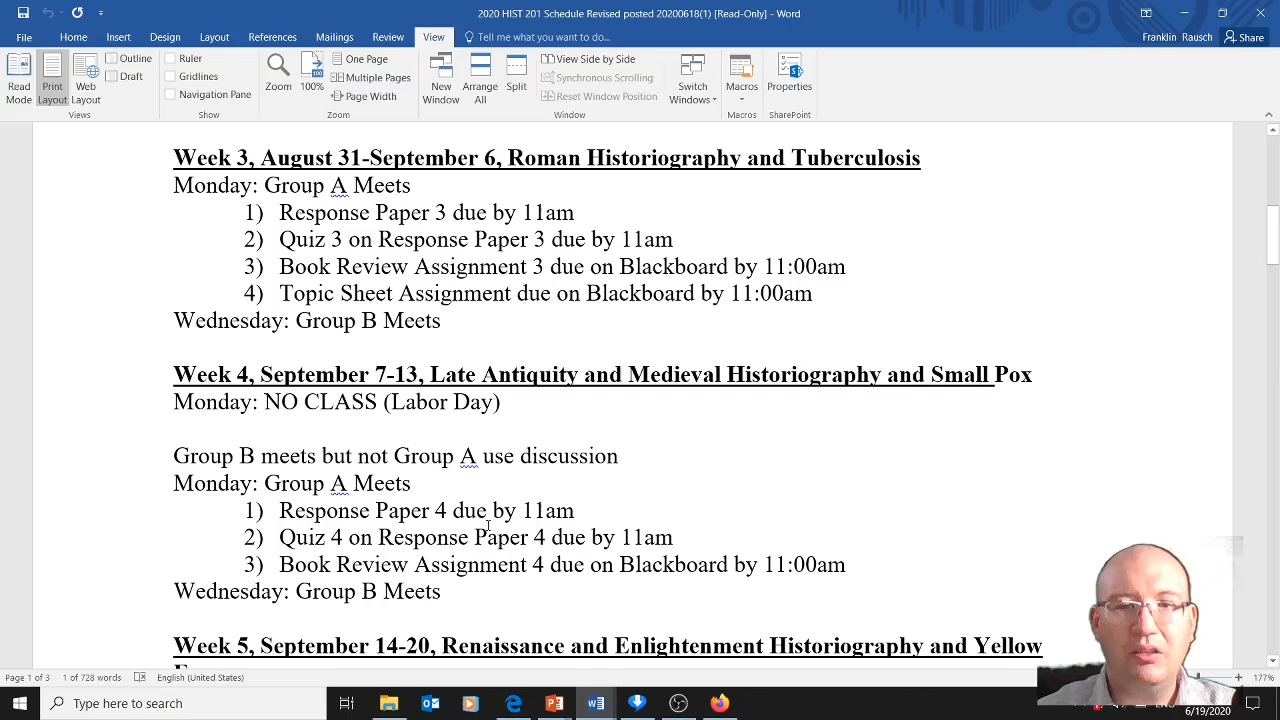 2020 HIST 201 Schedule Revised posted 20200618(1) [Read-Only] - Word
File Home Insert Design Layout References Mailings Review View Tell me what you want to do... Franklin Rausch Share
Read Mode
Print Layout
Web Layout
Outline
Draft
Views
Ruler
Gridlines
Navigation Pane
Show
Zoom
100%
One Page
Multiple Pages
Page Width
Zoom
New Window
Arrange All
Split
View Side by Side
Synchronous Scrolling
Reset Window Position
Window
Switch Windows
Macros
Macros
Properties
SharePoint
Week 3, August 31-September 6, Roman Historiography and Tuberculosis
Monday: Group A Meets
1) Response Paper 3 due by 11am
2) Quiz 3 on Response Paper 3 due by 11am
3) Book Review Assignment 3 due on Blackboard by 11:00am
4) Topic Sheet Assignment due on Blackboard by 11:00am
Wednesday: Group B Meets
Week 4, September 7-13, Late Antiquity and Medieval Historiography and Small Pox
Monday: NO CLASS (Labor Day)
Group B meets but not Group A use discussion
Monday: Group A Meets
1) Response Paper 4 due by 11am
2) Quiz 4 on Response Paper 4 due by 11am
3) Book Review Assignment 4 due on Blackboard by 11:00am
Wednesday: Group B Meets
Week 5, September 14-20, Renaissance and Enlightenment Historiography and Yellow
Page 1 of 3 1 of 728 words English (United States) 177%
Type here to search
6/19/2020